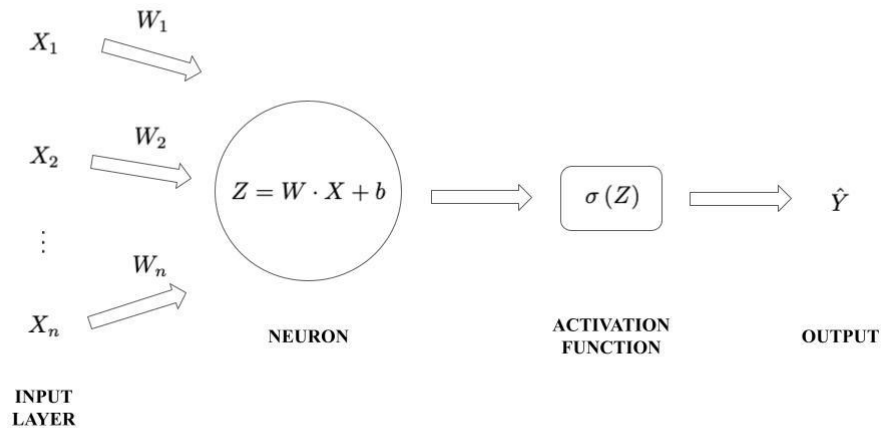 X₁
W₁
X₂
W₂
⋮
Xₙ
Wₙ
Z = W · X + b
σ (Z)
Ŷ
INPUT
LAYER
NEURON
ACTIVATION
FUNCTION
OUTPUT